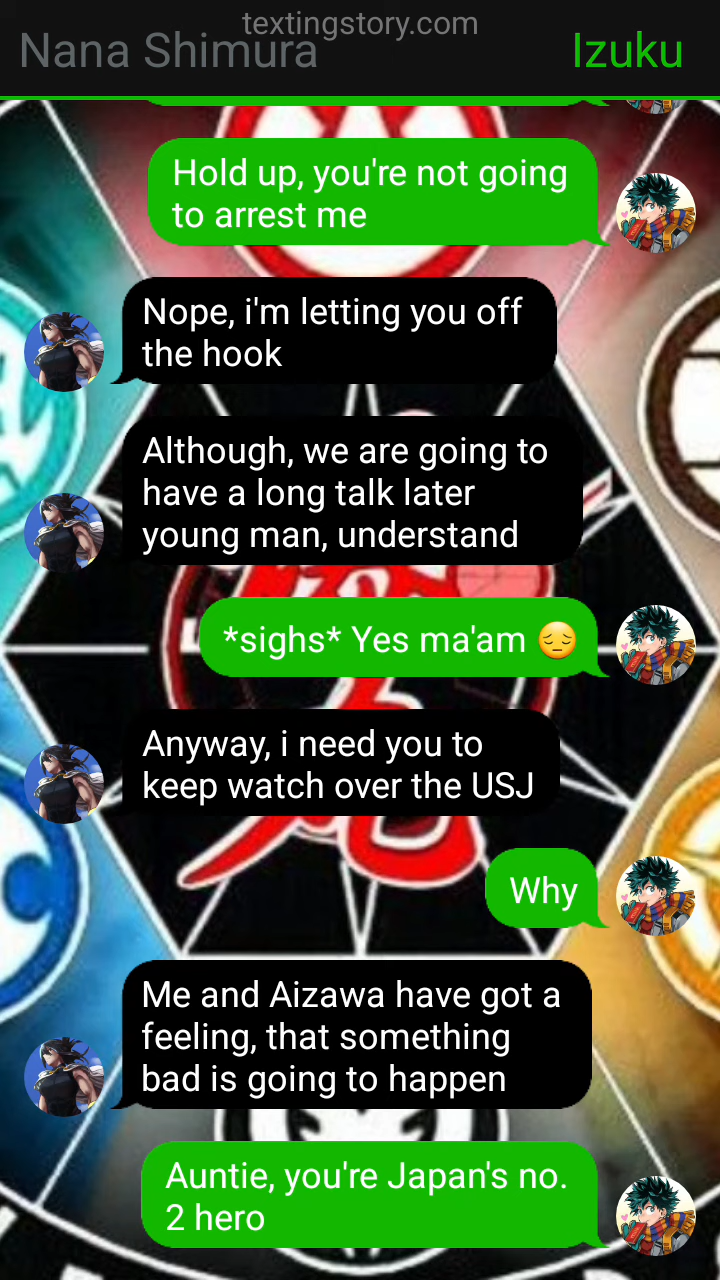 textingstory.com
Nana Shimura
Izuku
Hold up, you're not going
to arrest me
Nope, i'm letting you off
the hook
Although, we are going to
have a long talk later
young man, understand
*sighs* Yes ma'am 😔
Anyway, i need you to
keep watch over the USJ
Why
Me and Aizawa have got a
feeling, that something
bad is going to happen
Auntie, you're Japan's no.
2 hero